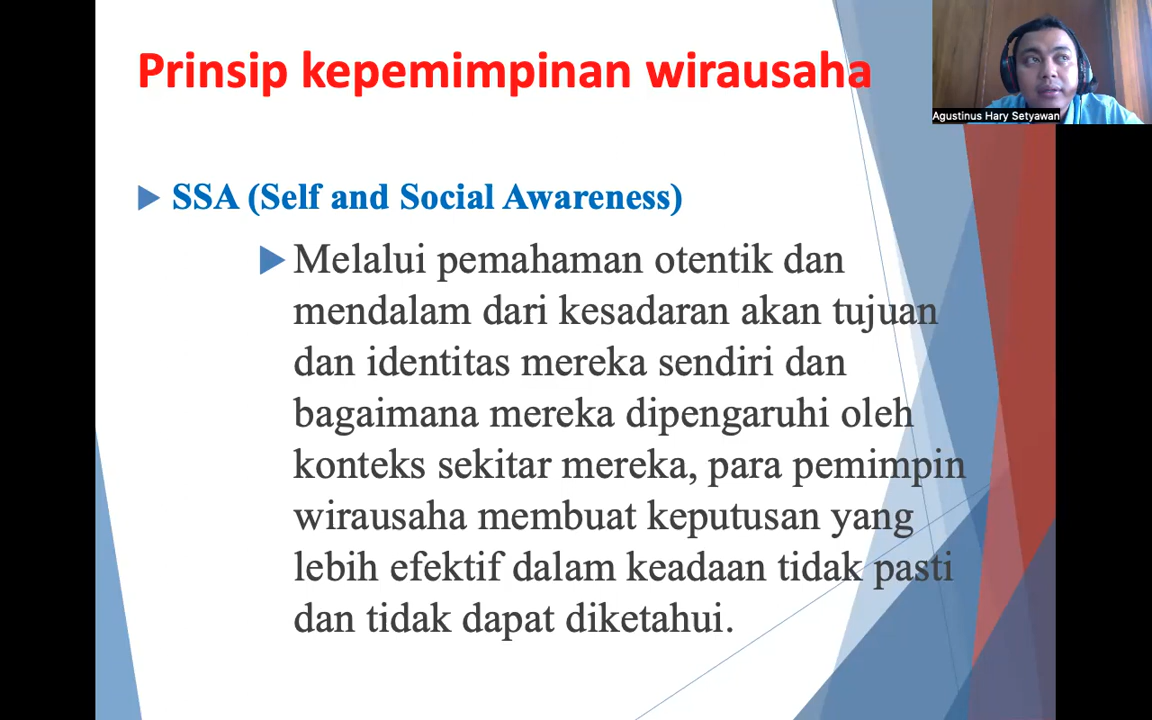 Prinsip kepemimpinan wirausaha
Agustinus Hary Setyawan
SSA (Self and Social Awareness)
Melalui pemahaman otentik dan
mendalam dari kesadaran akan tujuan
dan identitas mereka sendiri dan
bagaimana mereka dipengaruhi oleh
konteks sekitar mereka, para pemimpin
wirausaha membuat keputusan yang
lebih efektif dalam keadaan tidak pasti
dan tidak dapat diketahui.